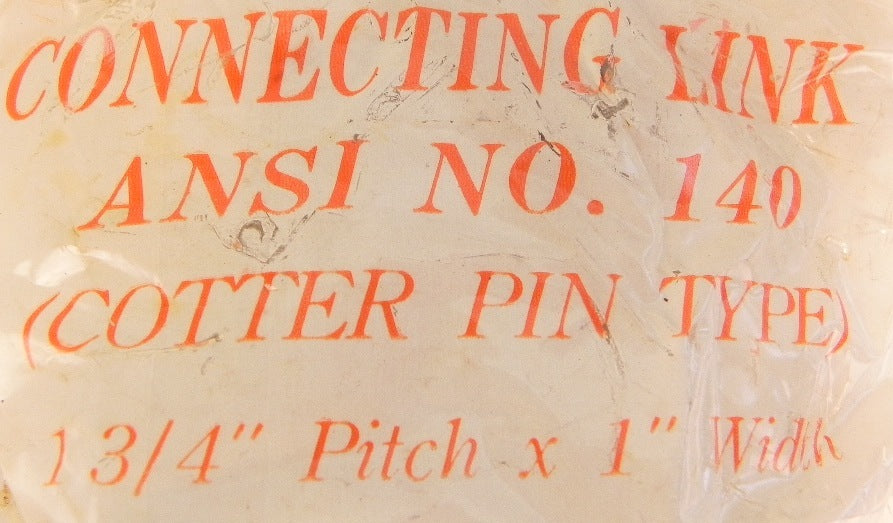 CONNECTING LINK
ANSI NO. 140
(COTTER PIN TYPE)
1 3/4" Pitch x 1" Width